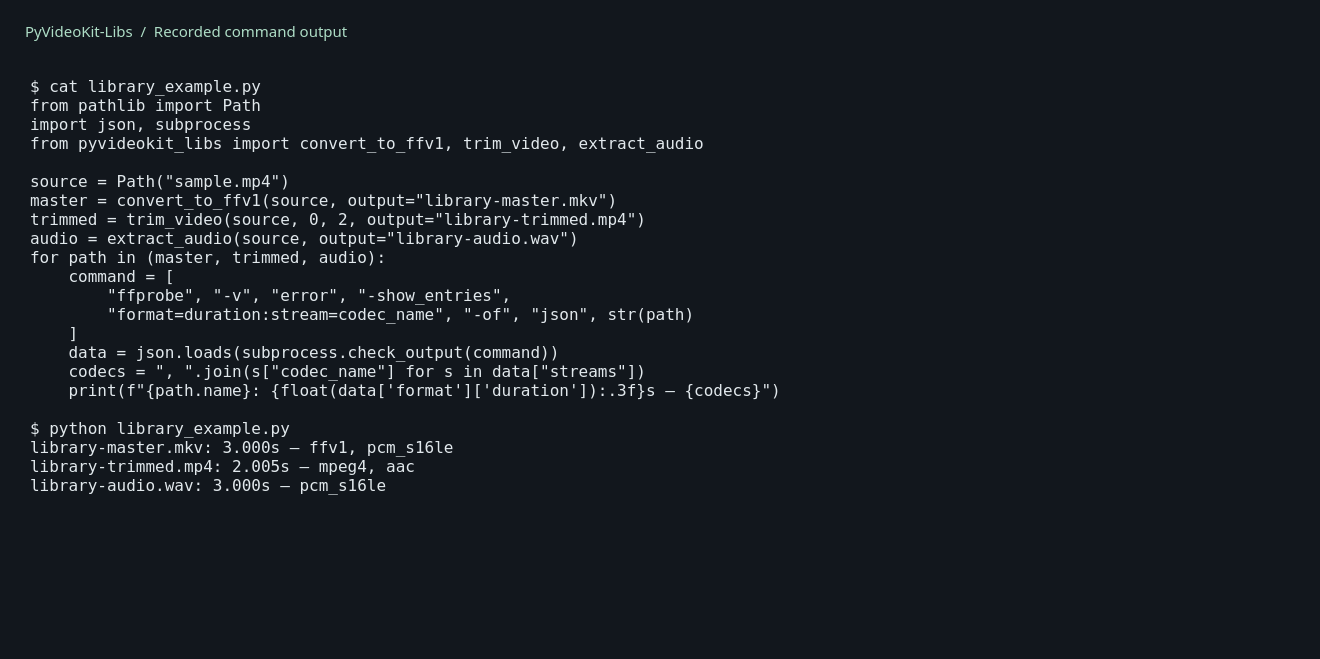 PyVideoKit-Libs / Recorded command output
$ cat library_example.py
from pathlib import Path
import json, subprocess
from pyvideokit_libs import convert_to_ffv1, trim_video, extract_audio
source = Path("sample.mp4")
master = convert_to_ffv1(source, output="library-master.mkv")
trimmed = trim_video(source, 0, 2, output="library-trimmed.mp4")
audio = extract_audio(source, output="library-audio.wav")
for path in (master, trimmed, audio):
    command = [
        "ffprobe", "-v", "error", "-show_entries",
        "format=duration:stream=codec_name", "-of", "json", str(path)
    ]
    data = json.loads(subprocess.check_output(command))
    codecs = ", ".join(s["codec_name"] for s in data["streams"])
    print(f"{path.name}: {float(data['format']['duration']):.3f}s — {codecs}")
$ python library_example.py
library-master.mkv: 3.000s — ffv1, pcm_s16le
library-trimmed.mp4: 2.005s — mpeg4, aac
library-audio.wav: 3.000s — pcm_s16le